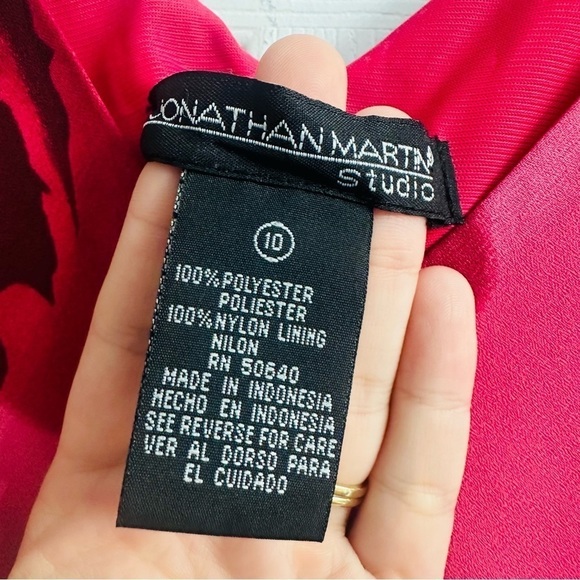 JONATHAN MARTIN
Studio
10
100% POLYESTER
POLIESTER
100% NYLON LINING
NILON
RN 50640
MADE IN INDONESIA
HECHO EN INDONESIA
SEE REVERSE FOR CARE
VER AL DORSO PARA
EL CUIDADO